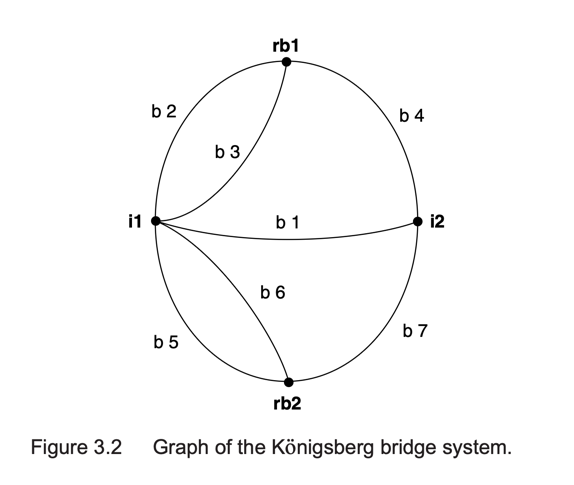 rb1
b 2
b 4
b 3
i1
b 1
i2
b 6
b 5
b 7
rb2
Figure 3.2 Graph of the Königsberg bridge system.